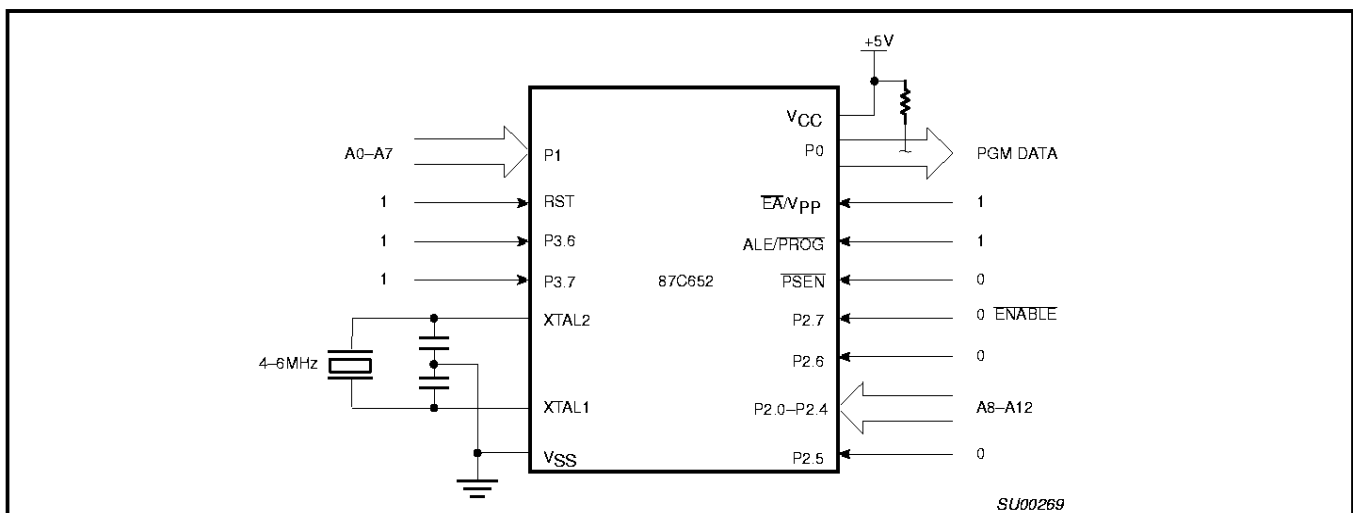 +5V
VCC
A0–A7
P1
P0
PGM DATA
1
RST
EA/VPP
1
1
P3.6
ALE/PROG
1
1
P3.7
87C652
PSEN
0
XTAL2
P2.7
0 ENABLE
4–6MHz
P2.6
0
XTAL1
P2.0–P2.4
A8–A12
VSS
P2.5
0
SU00269